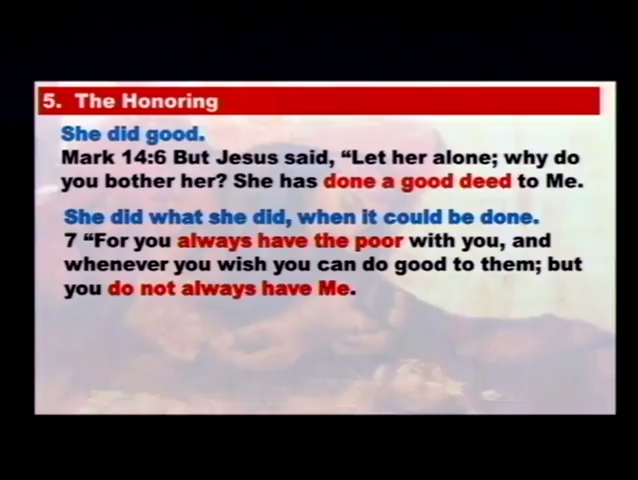 5. The Honoring
She did good.
Mark 14:6 But Jesus said, “Let her alone; why do
you bother her? She has done a good deed to Me.
She did what she did, when it could be done.
7 “For you always have the poor with you, and
whenever you wish you can do good to them; but
you do not always have Me.